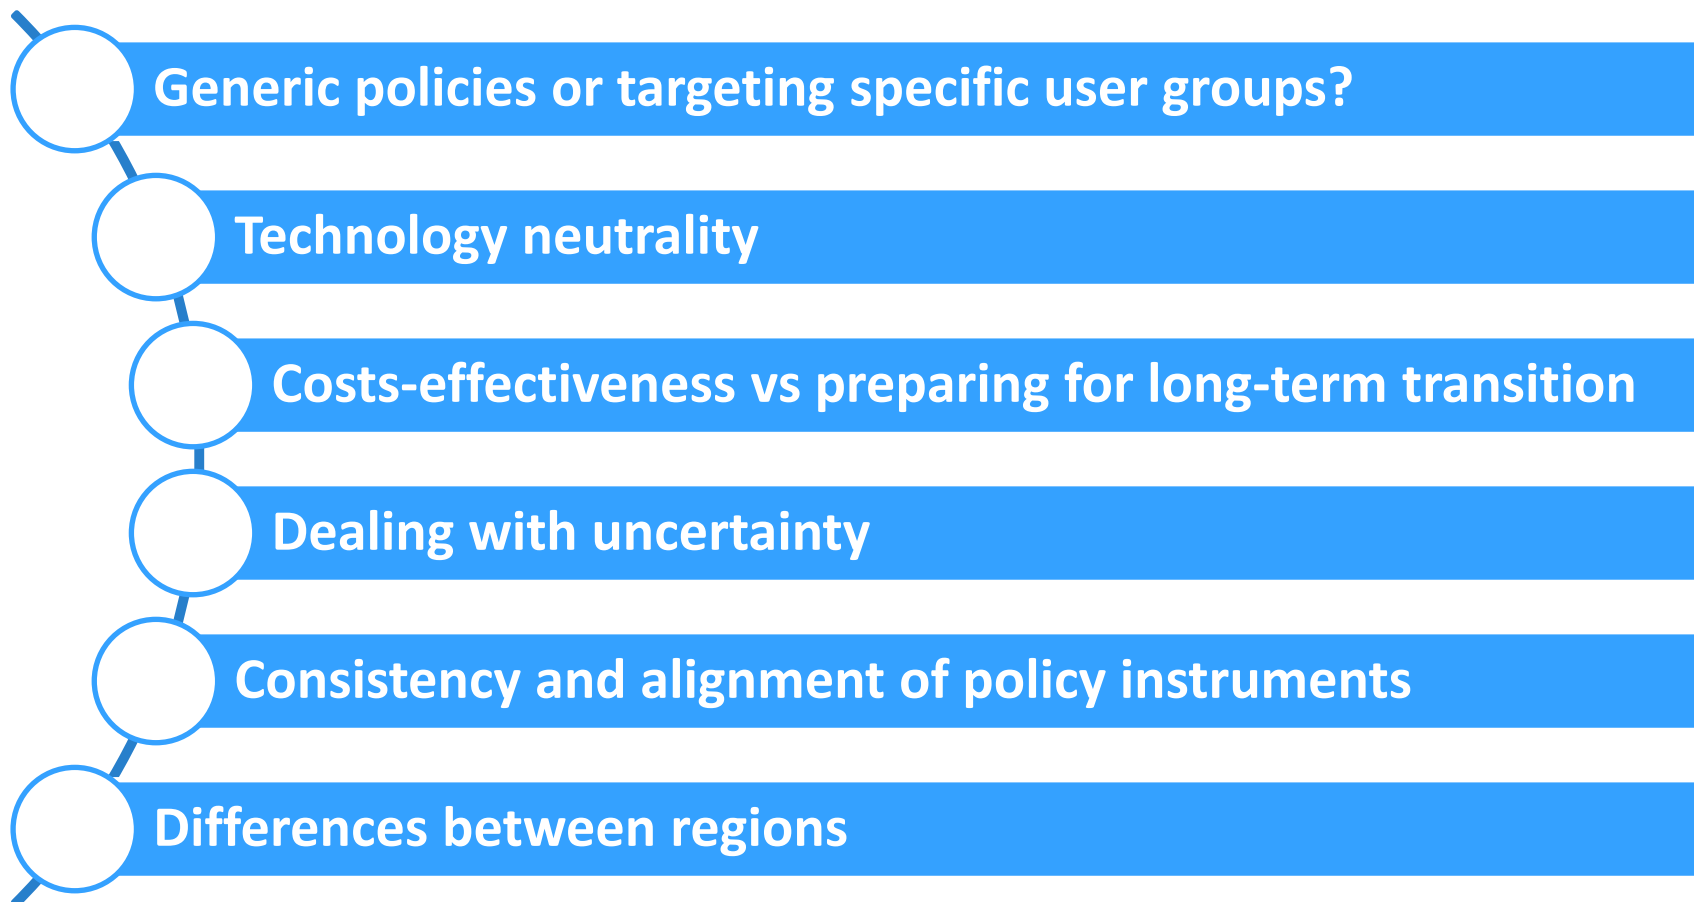 Generic policies or targeting specific user groups?
Technology neutrality
Costs-effectiveness vs preparing for long-term transition
Dealing with uncertainty
Consistency and alignment of policy instruments
Differences between regions